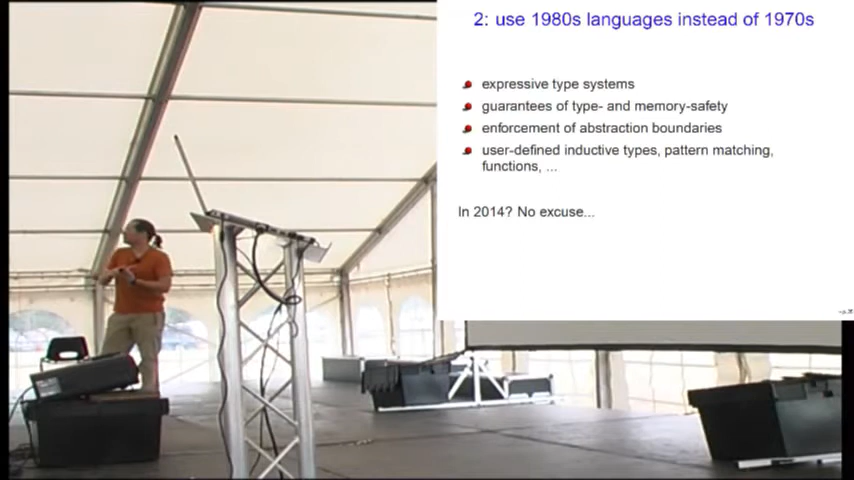 2: use 1980s languages instead of 1970s
expressive type systems
guarantees of type- and memory-safety
enforcement of abstraction boundaries
user-defined inductive types, pattern matching,
functions, ...
In 2014? No excuse...